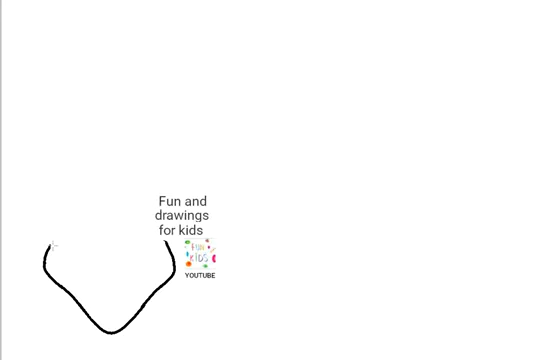 Fun and
drawings
for kids
FUN
KIDS
YOUTUBE